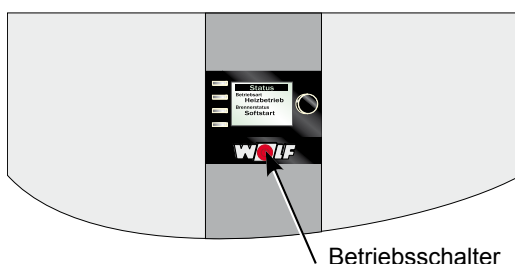 Status
Betriebsart
Heizbetrieb
Brennerstatus
Softstart
WOLF
Betriebsschalter